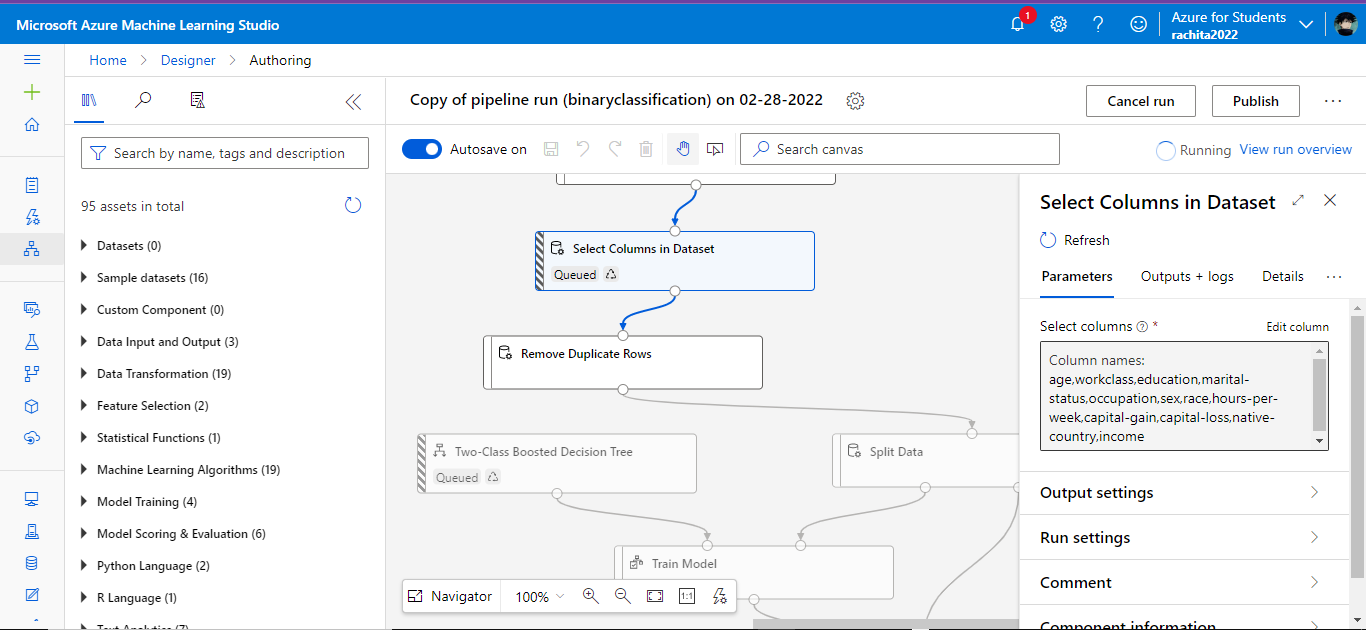 Microsoft Azure Machine Learning Studio
1
Azure for Students
rachita2022
Home > Designer > Authoring
Copy of pipeline run (binaryclassification) on 02-28-2022
Cancel run
Publish
Search by name, tags and description
Autosave on
Search canvas
Running
View run overview
95 assets in total
Datasets (0)
Sample datasets (16)
Custom Component (0)
Data Input and Output (3)
Data Transformation (19)
Feature Selection (2)
Statistical Functions (1)
Machine Learning Algorithms (19)
Model Training (4)
Model Scoring & Evaluation (6)
Python Language (2)
R Language (1)
Text Analytics (7)
Select Columns in Dataset
Queued
Remove Duplicate Rows
Two-Class Boosted Decision Tree
Queued
Split Data
Train Model
Navigator
100%
1:1
Select Columns in Dataset
Refresh
Parameters
Outputs + logs
Details
Select columns ? *
Edit column
Column names:
age,workclass,education,marital-
status,occupation,sex,race,hours-per-
week,capital-gain,capital-loss,native-
country,income
Output settings
Run settings
Comment
Component information